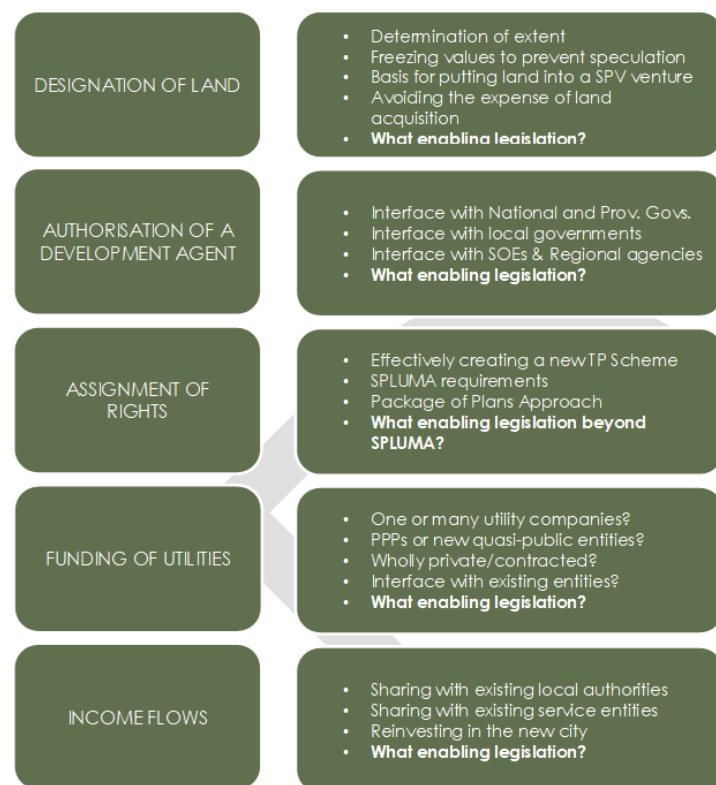 DESIGNATION OF LAND
• Determination of extent
• Freezing values to prevent speculation
• Basis for putting land into a SPV venture
• Avoiding the expense of land
acquisition
• What enabling legislation?
AUTHORISATION OF A
DEVELOPMENT AGENT
• Interface with National and Prov. Govs.
• Interface with local governments
• Interface with SOEs & Regional agencies
• What enabling legislation?
ASSIGNMENT OF
RIGHTS
• Effectively creating a new TP Scheme
• SPLUMA requirements
• Package of Plans Approach
• What enabling legislation beyond
SPLUMA?
FUNDING OF UTILITIES
• One or many utility companies?
• PPPs or new quasi-public entities?
• Wholly private/contracted?
• Interface with existing entities?
• What enabling legislation?
INCOME FLOWS
• Sharing with existing local authorities
• Sharing with existing service entities
• Reinvesting in the new city
• What enabling legislation?